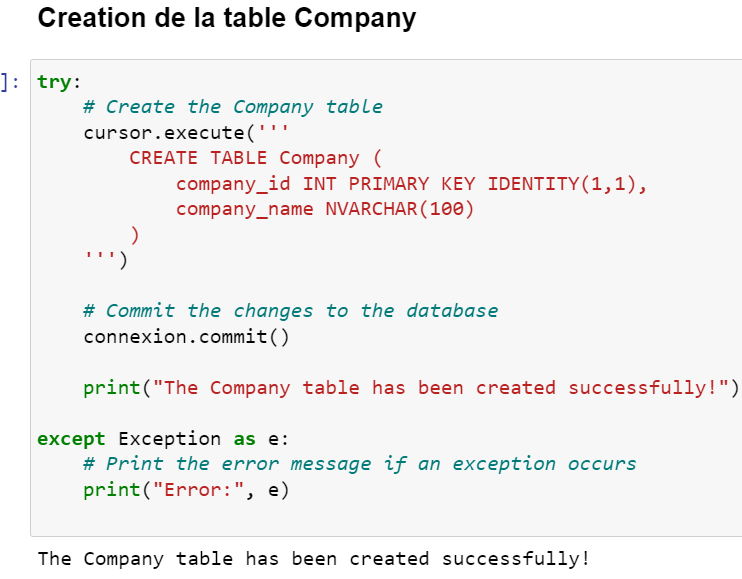 Creation de la table Company
]: try:
    # Create the Company table
    cursor.execute('''
        CREATE TABLE Company (
            company_id INT PRIMARY KEY IDENTITY(1,1),
            company_name NVARCHAR(100)
        )
    ''')
    # Commit the changes to the database
    connexion.commit()
    print("The Company table has been created successfully!")
except Exception as e:
    # Print the error message if an exception occurs
    print("Error:", e)
The Company table has been created successfully!